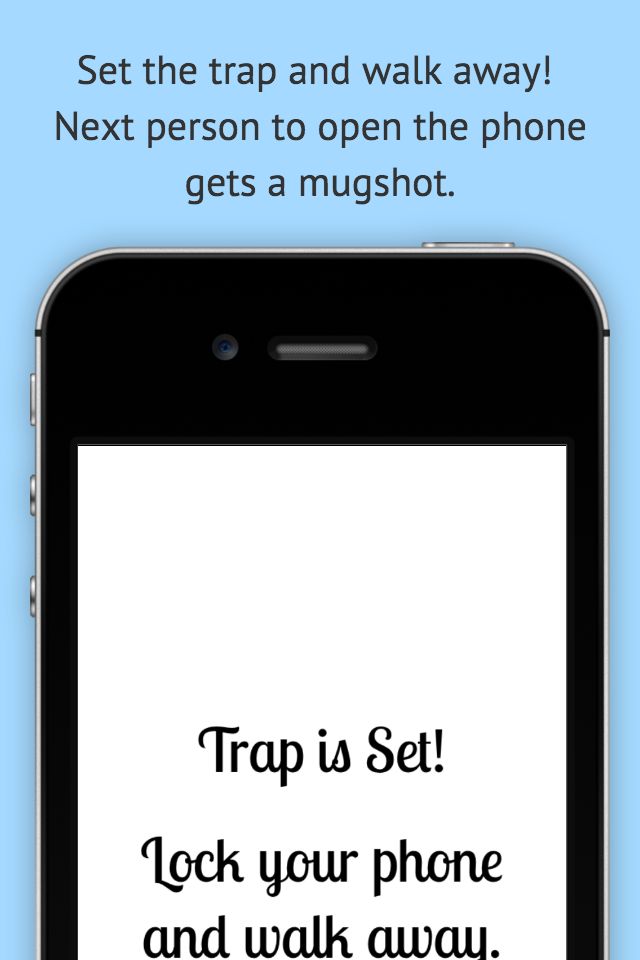 Set the trap and walk away!
Next person to open the phone
gets a mugshot.
Trap is Set!
Lock your phone
and walk away.